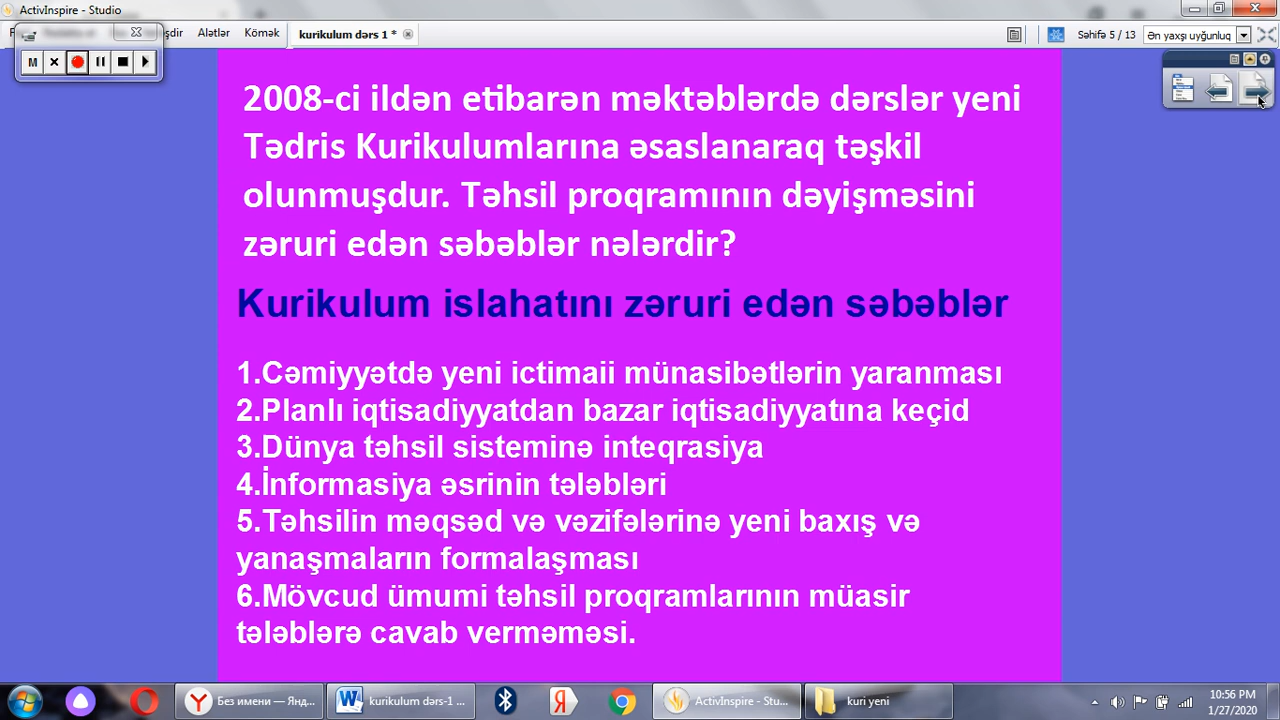 ActivInspire - Studio
Alətlər Kömək kurikulum dərs 1 * Səhifə 5 / 13 Ən yaxşı uyğunluq
2008-ci ildən etibarən məktəblərdə dərslər yeni
Tədris Kurikulumlarına əsaslanaraq təşkil
olunmuşdur. Təhsil proqramının dəyişməsini
zəruri edən səbəblər nələrdir?
Kurikulum islahatını zəruri edən səbəblər
1.Cəmiyyətdə yeni ictimaii münasibətlərin yaranması
2.Planlı iqtisadiyyatdan bazar iqtisadiyyatına keçid
3.Dünya təhsil sisteminə inteqrasiya
4.İnformasiya əsrinin tələbləri
5.Təhsilin məqsəd və vəzifələrinə yeni baxış və
yanaşmaların formalaşması
6.Mövcud ümumi təhsil proqramlarının müasir
tələblərə cavab verməməsi.
Без имени — Янд... kurikulum dərs-1 ... ActivInspire - Stu... kuri yeni
10:56 PM
1/27/2020